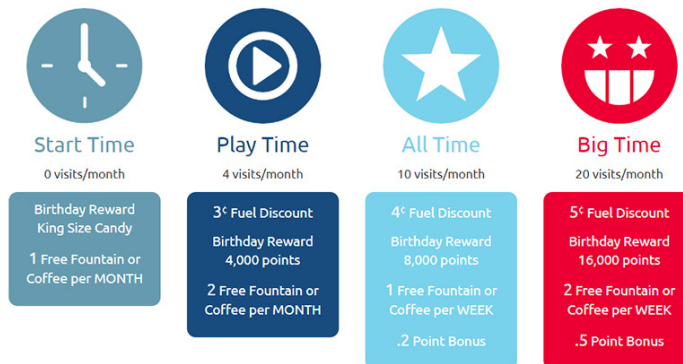 Start Time
0 visits/month
Birthday Reward
King Size Candy
1 Free Fountain or
Coffee per MONTH
Play Time
4 visits/month
3¢ Fuel Discount
Birthday Reward
4,000 points
2 Free Fountain or
Coffee per MONTH
All Time
10 visits/month
4¢ Fuel Discount
Birthday Reward
8,000 points
1 Free Fountain or
Coffee per WEEK
.2 Point Bonus
Big Time
20 visits/month
5¢ Fuel Discount
Birthday Reward
16,000 points
2 Free Fountain or
Coffee per WEEK
.5 Point Bonus